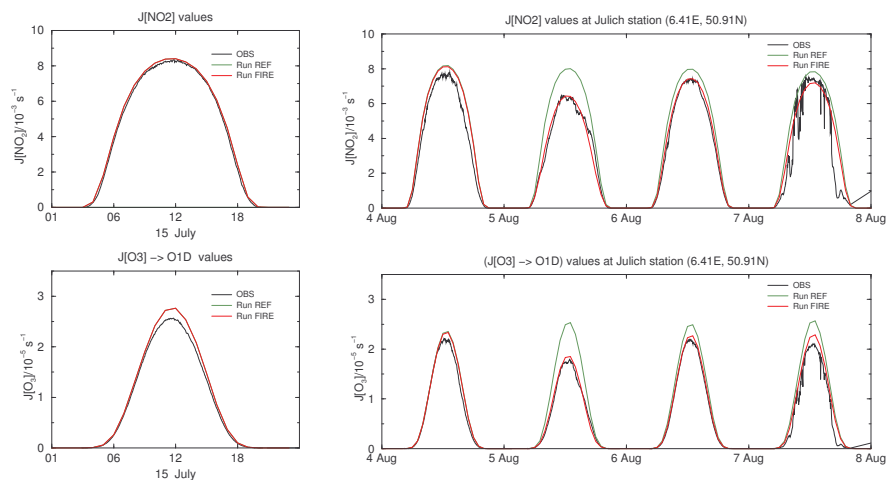 J[NO2] values
J[NO₂]/10⁻³ s⁻¹
10
8
6
4
2
0
OBS
Run REF
Run FIRE
01 06 12 18
15 July
J[NO2] values at Julich station (6.41E, 50.91N)
J[NO₂]/10⁻³ s⁻¹
10
8
6
4
2
0
OBS
Run REF
Run FIRE
4 Aug 5 Aug 6 Aug 7 Aug 8 Aug
J[O3] –> O1D values
J[O₃]/10⁻⁵ s⁻¹
3
2
1
0
OBS
Run REF
Run FIRE
01 06 12 18
15 July
(J[O3] –> O1D) values at Julich station (6.41E, 50.91N)
J[O₃]/10⁻⁵ s⁻¹
3
2
1
0
OBS
Run REF
Run FIRE
4 Aug 5 Aug 6 Aug 7 Aug 8 Aug